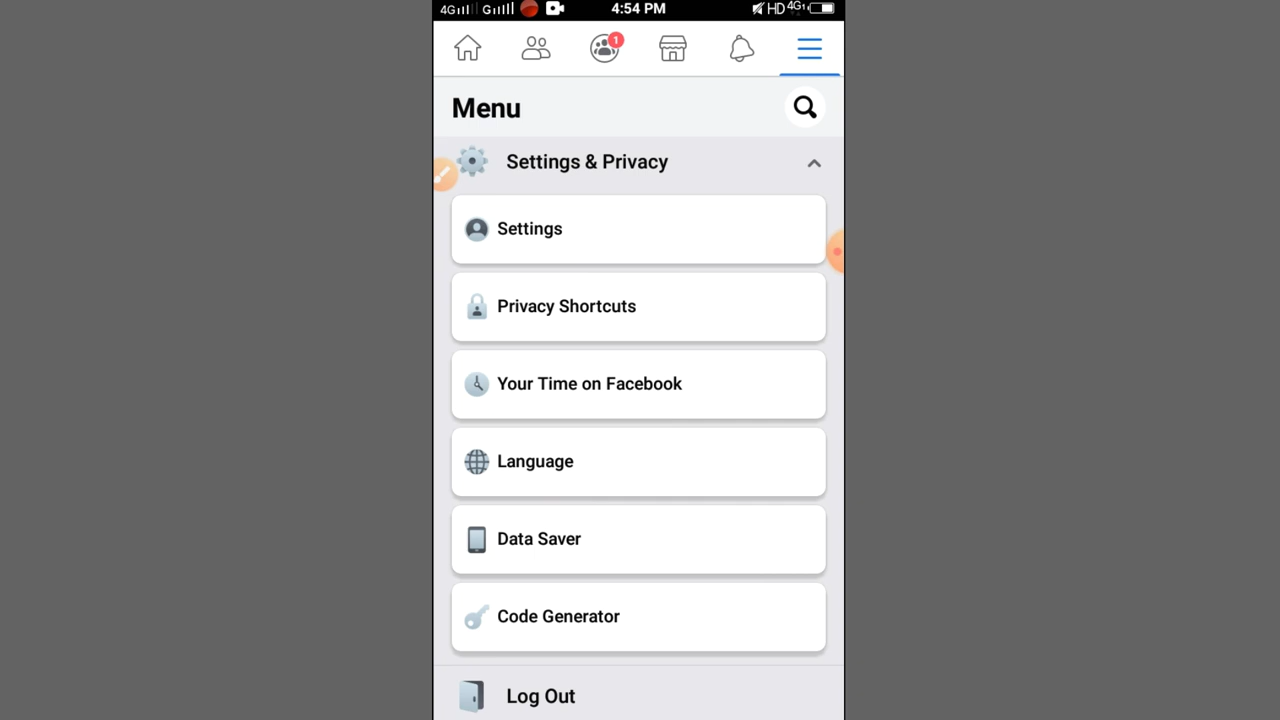 4G G 4:54 PM HD 4G
1
Menu
Settings & Privacy
Settings
Privacy Shortcuts
Your Time on Facebook
Language
Data Saver
Code Generator
Log Out